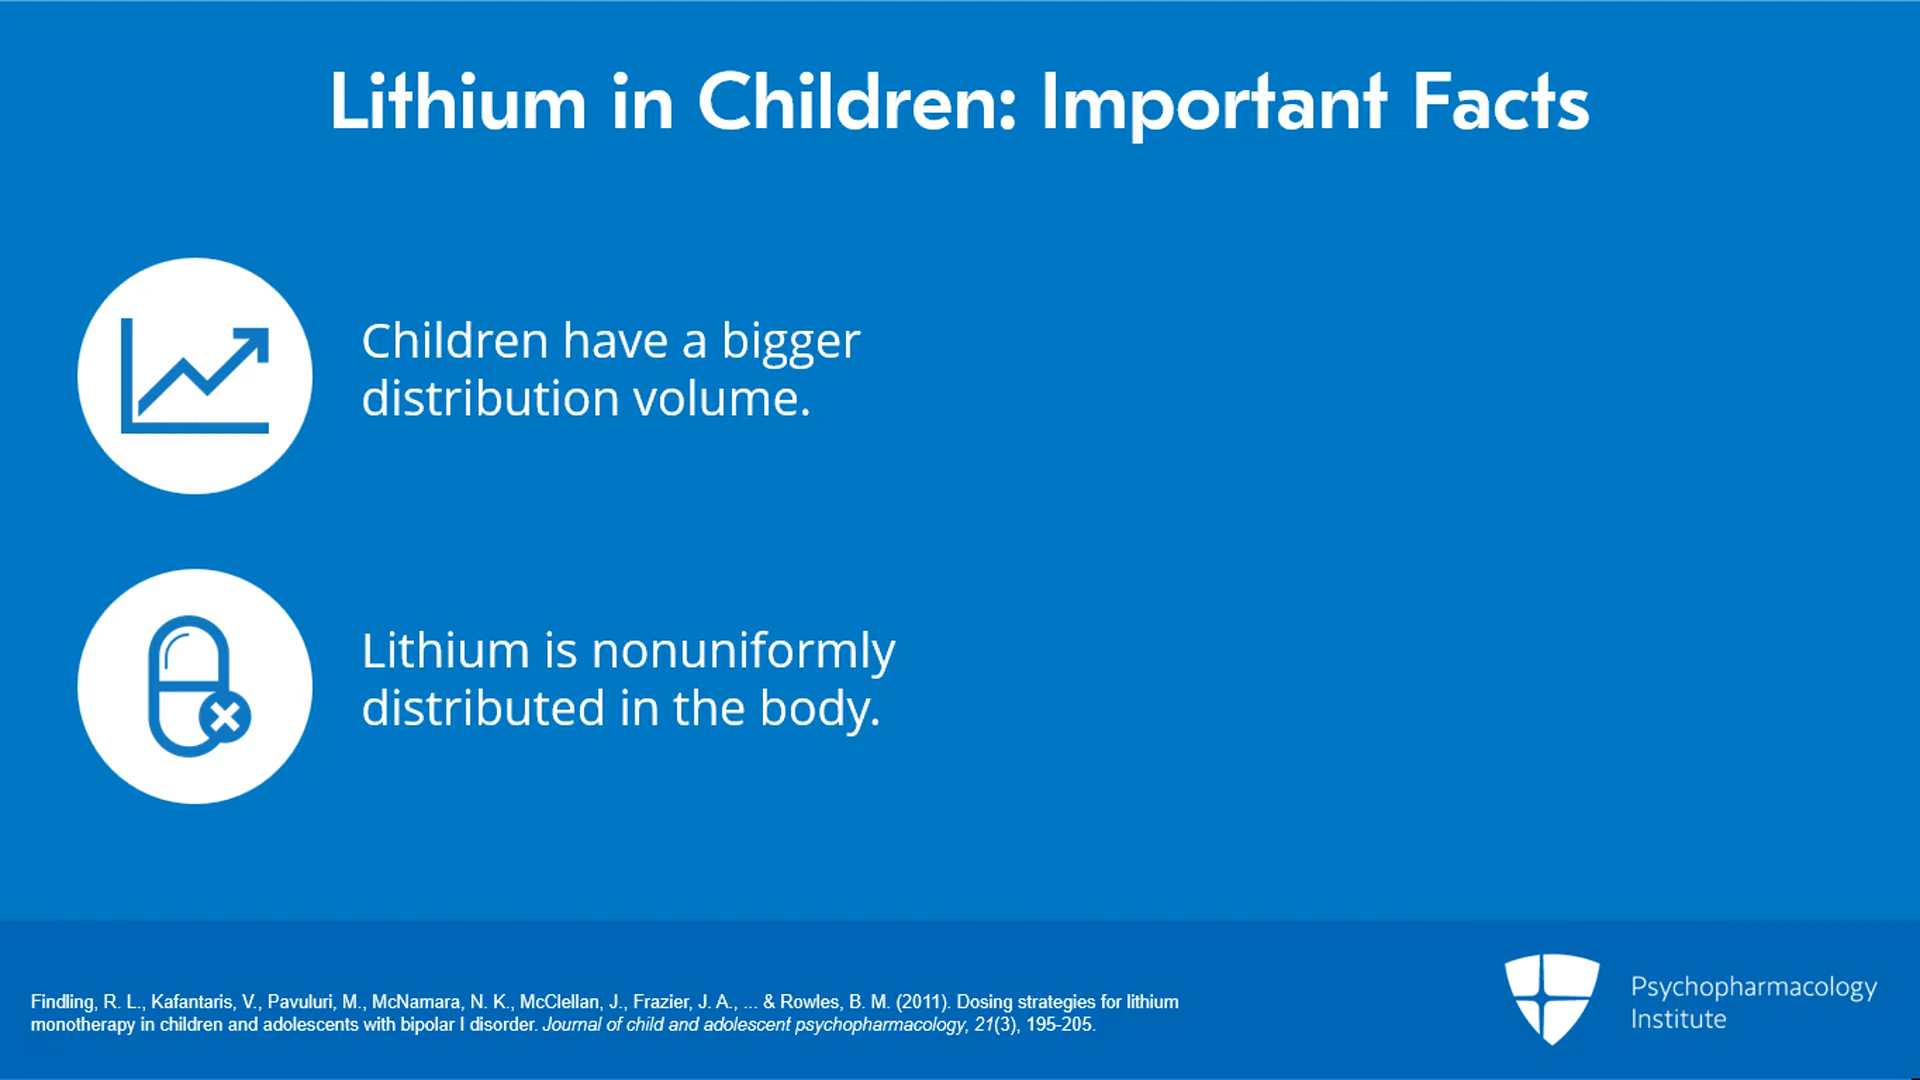 Lithium in Children: Important Facts
Children have a bigger
distribution volume.
Lithium is nonuniformly
distributed in the body.
Findling, R. L., Kafantaris, V., Pavuluri, M., McNamara, N. K., McClellan, J., Frazier, J. A., ... & Rowles, B. M. (2011). Dosing strategies for lithium
monotherapy in children and adolescents with bipolar I disorder. Journal of child and adolescent psychopharmacology, 21(3), 195-205.
Psychopharmacology
Institute